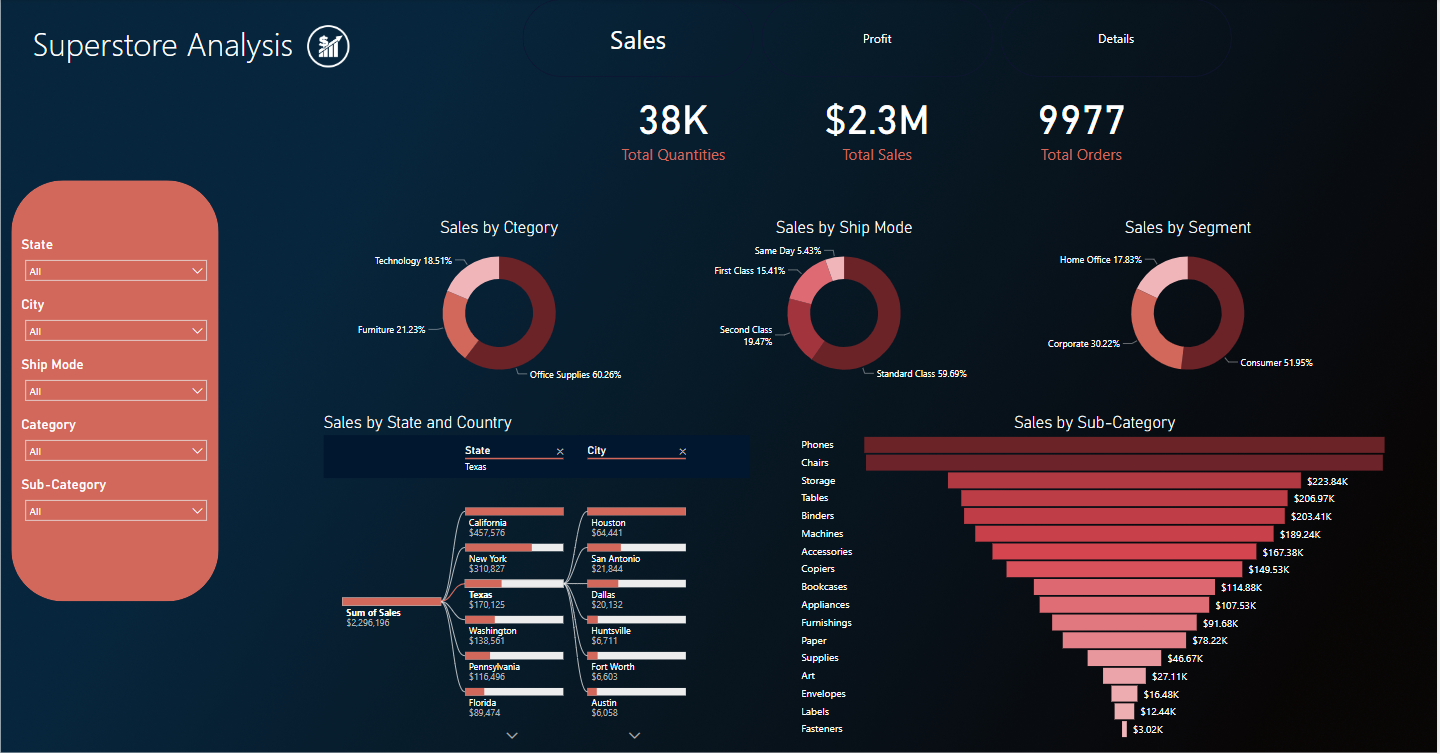 Superstore Analysis
Sales
Profit
Details
38K
Total Quantities
$2.3M
Total Sales
9977
Total Orders
State
All
City
All
Ship Mode
All
Category
All
Sub-Category
All
Sales by Ctegory
Technology 18.51%
Furniture 21.23%
Office Supplies 60.26%
Sales by Ship Mode
Same Day 5.43%
First Class 15.41%
Second Class
19.47%
Standard Class 59.69%
Sales by Segment
Home Office 17.83%
Corporate 30.22%
Consumer 51.95%
Sales by State and Country
State
Texas
City
Sum of Sales
$2,296,196
California
$457,576
New York
$310,827
Texas
$170,125
Washington
$138,561
Pennsylvania
$116,496
Florida
$89,474
Houston
$64,441
San Antonio
$21,844
Dallas
$20,132
Huntsville
$6,711
Fort Worth
$6,603
Austin
$6,058
Sales by Sub-Category
Phones
Chairs
Storage $223.84K
Tables $206.97K
Binders $203.41K
Machines $189.24K
Accessories $167.38K
Copiers $149.53K
Bookcases $114.88K
Appliances $107.53K
Furnishings $91.68K
Paper $78.22K
Supplies $46.67K
Art $27.11K
Envelopes $16.48K
Labels $12.44K
Fasteners $3.02K